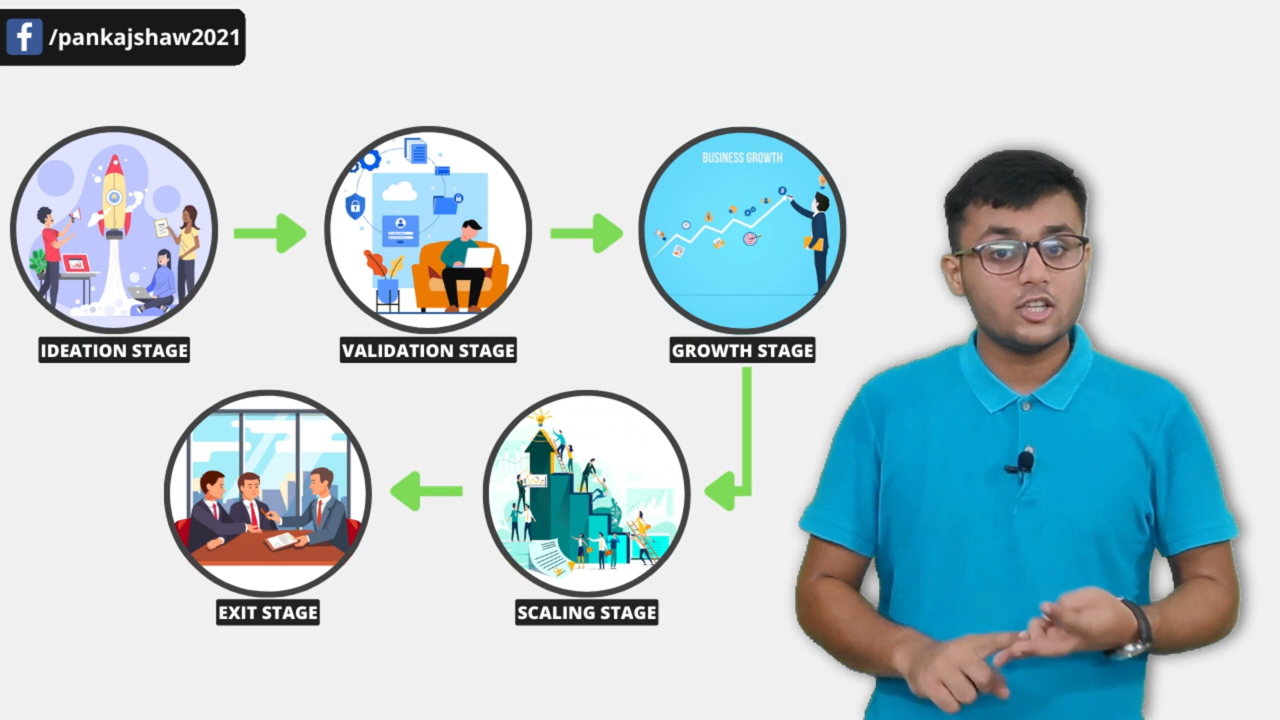 /pankajshaw2021
BUSINESS GROWTH
IDEATION STAGE
VALIDATION STAGE
GROWTH STAGE
EXIT STAGE
SCALING STAGE